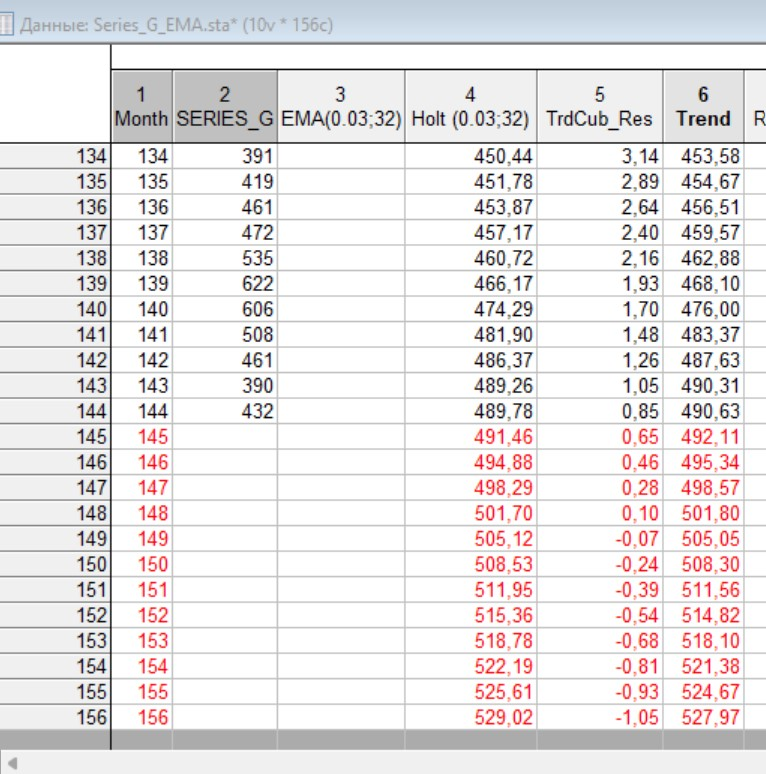 Данные: Series_G_EMA.sta* (10v * 156c)
1 2 3 4 5 6
Month SERIES_G EMA(0.03;32) Holt (0.03;32) TrdCub_Res Trend R
134 134 391 450,44 3,14 453,58
135 135 419 451,78 2,89 454,67
136 136 461 453,87 2,64 456,51
137 137 472 457,17 2,40 459,57
138 138 535 460,72 2,16 462,88
139 139 622 466,17 1,93 468,10
140 140 606 474,29 1,70 476,00
141 141 508 481,90 1,48 483,37
142 142 461 486,37 1,26 487,63
143 143 390 489,26 1,05 490,31
144 144 432 489,78 0,85 490,63
145 145 491,46 0,65 492,11
146 146 494,88 0,46 495,34
147 147 498,29 0,28 498,57
148 148 501,70 0,10 501,80
149 149 505,12 -0,07 505,05
150 150 508,53 -0,24 508,30
151 151 511,95 -0,39 511,56
152 152 515,36 -0,54 514,82
153 153 518,78 -0,68 518,10
154 154 522,19 -0,81 521,38
155 155 525,61 -0,93 524,67
156 156 529,02 -1,05 527,97